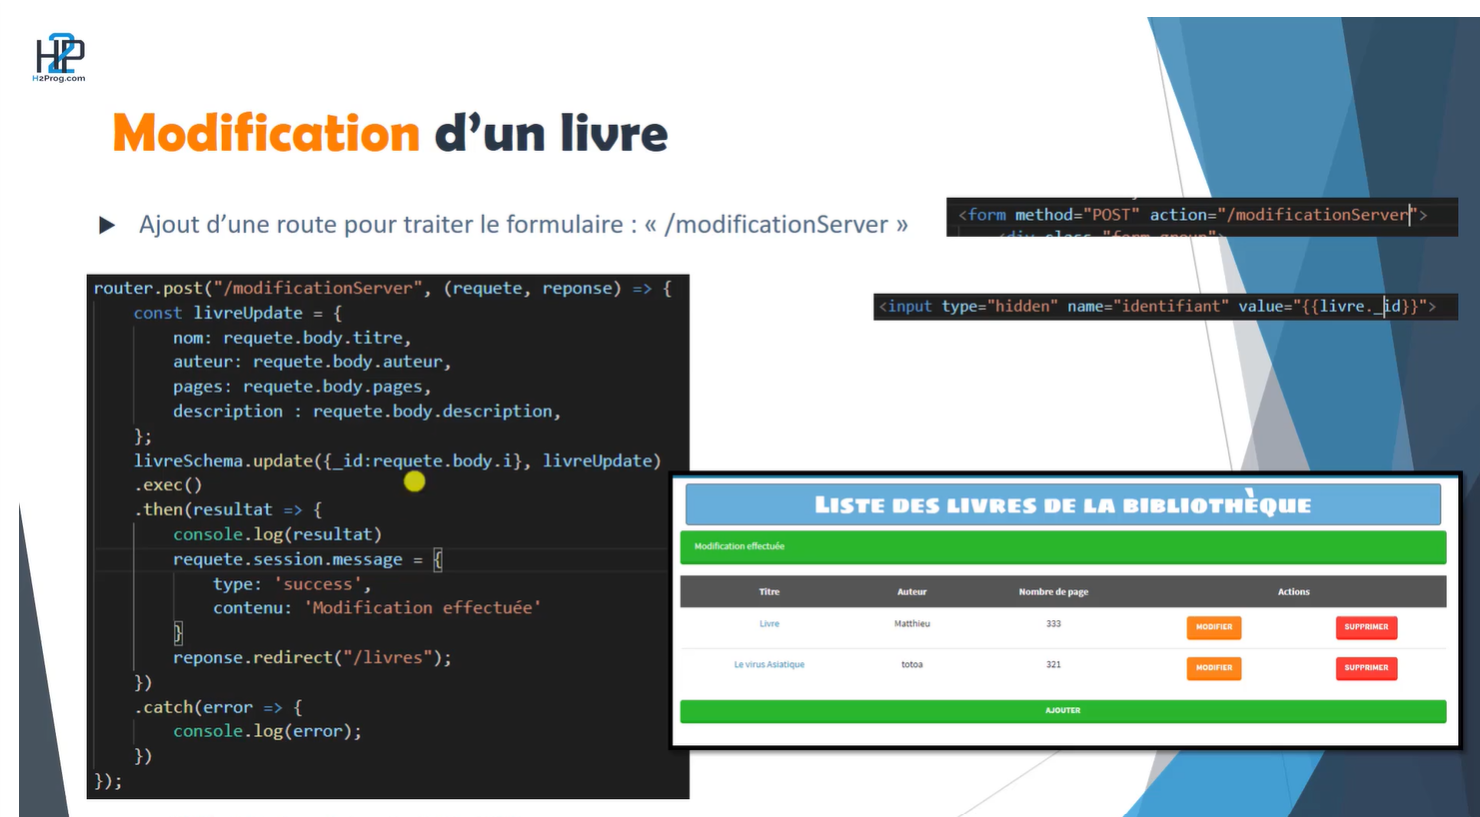 H2P
H2Prog.com
Modification d’un livre
Ajout d’une route pour traiter le formulaire : « /modificationServer »
<form method="POST" action="/modificationServer">
<div class="form-group">
<input type="hidden" name="identifiant" value="{{livre._id}}">
router.post("/modificationServer", (requete, reponse) => {
const livreUpdate = {
nom: requete.body.titre,
auteur: requete.body.auteur,
pages: requete.body.pages,
description : requete.body.description,
};
livreSchema.update({_id:requete.body.i}, livreUpdate)
.exec()
.then(resultat => {
console.log(resultat)
requete.session.message = {
type: 'success',
contenu: 'Modification effectuée'
}
reponse.redirect("/livres");
})
.catch(error => {
console.log(error);
})
});
Liste des livres de la bibliothèque
Modification effectuée
Titre Auteur Nombre de page Actions
Livre Matthieu 333 MODIFIER SUPPRIMER
Le virus Asiatique totoa 321 MODIFIER SUPPRIMER
AJOUTER